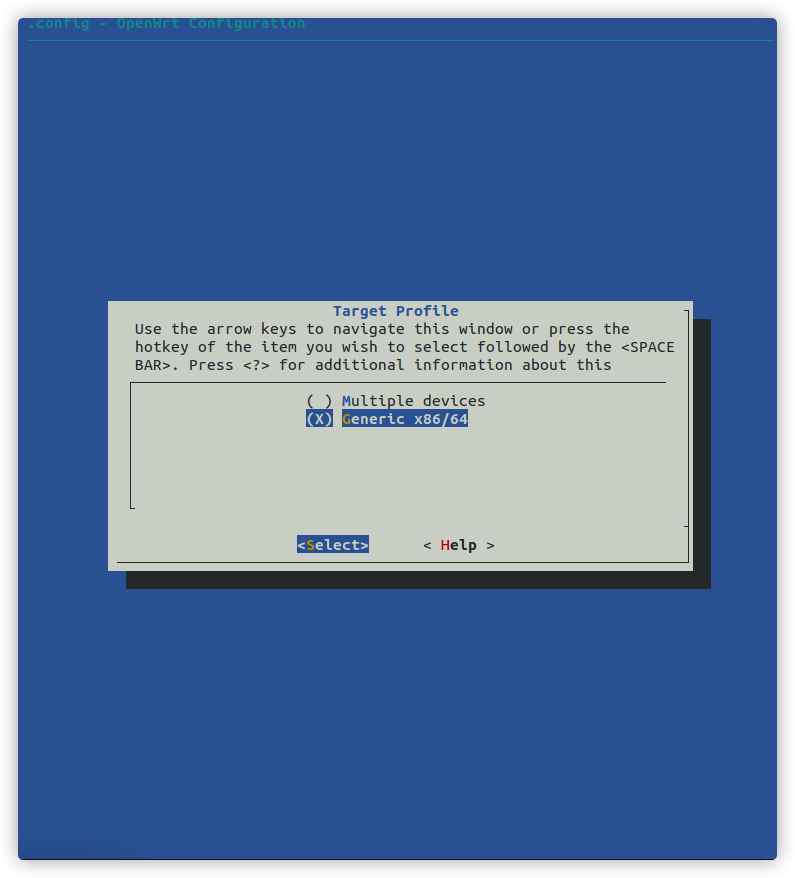 .config - OpenWrt Configuration
Target Profile
Use the arrow keys to navigate this window or press the
hotkey of the item you wish to select followed by the <SPACE
BAR>. Press <?> for additional information about this
( ) Multiple devices
(X) Generic x86/64
<Select> < Help >